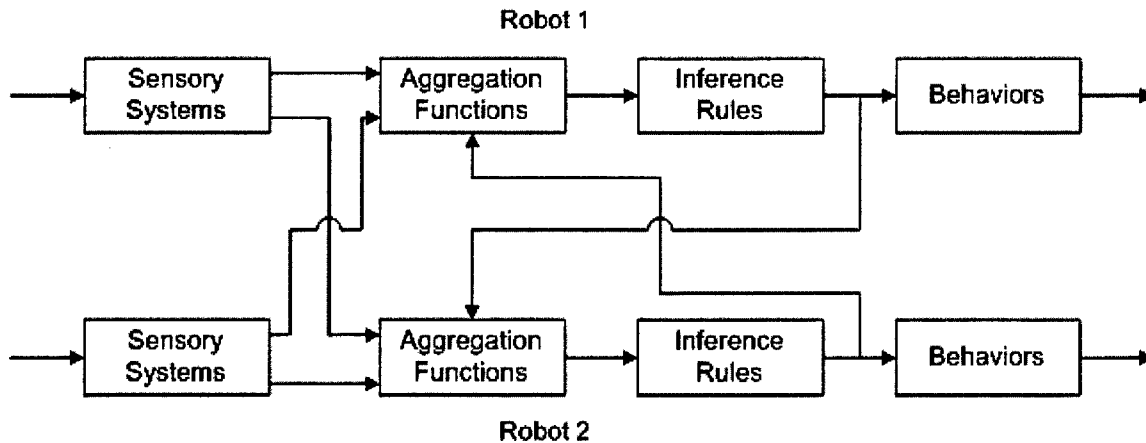 Robot 1
Sensory
Systems
Aggregation
Functions
Inference
Rules
Behaviors
Sensory
Systems
Aggregation
Functions
Inference
Rules
Behaviors
Robot 2